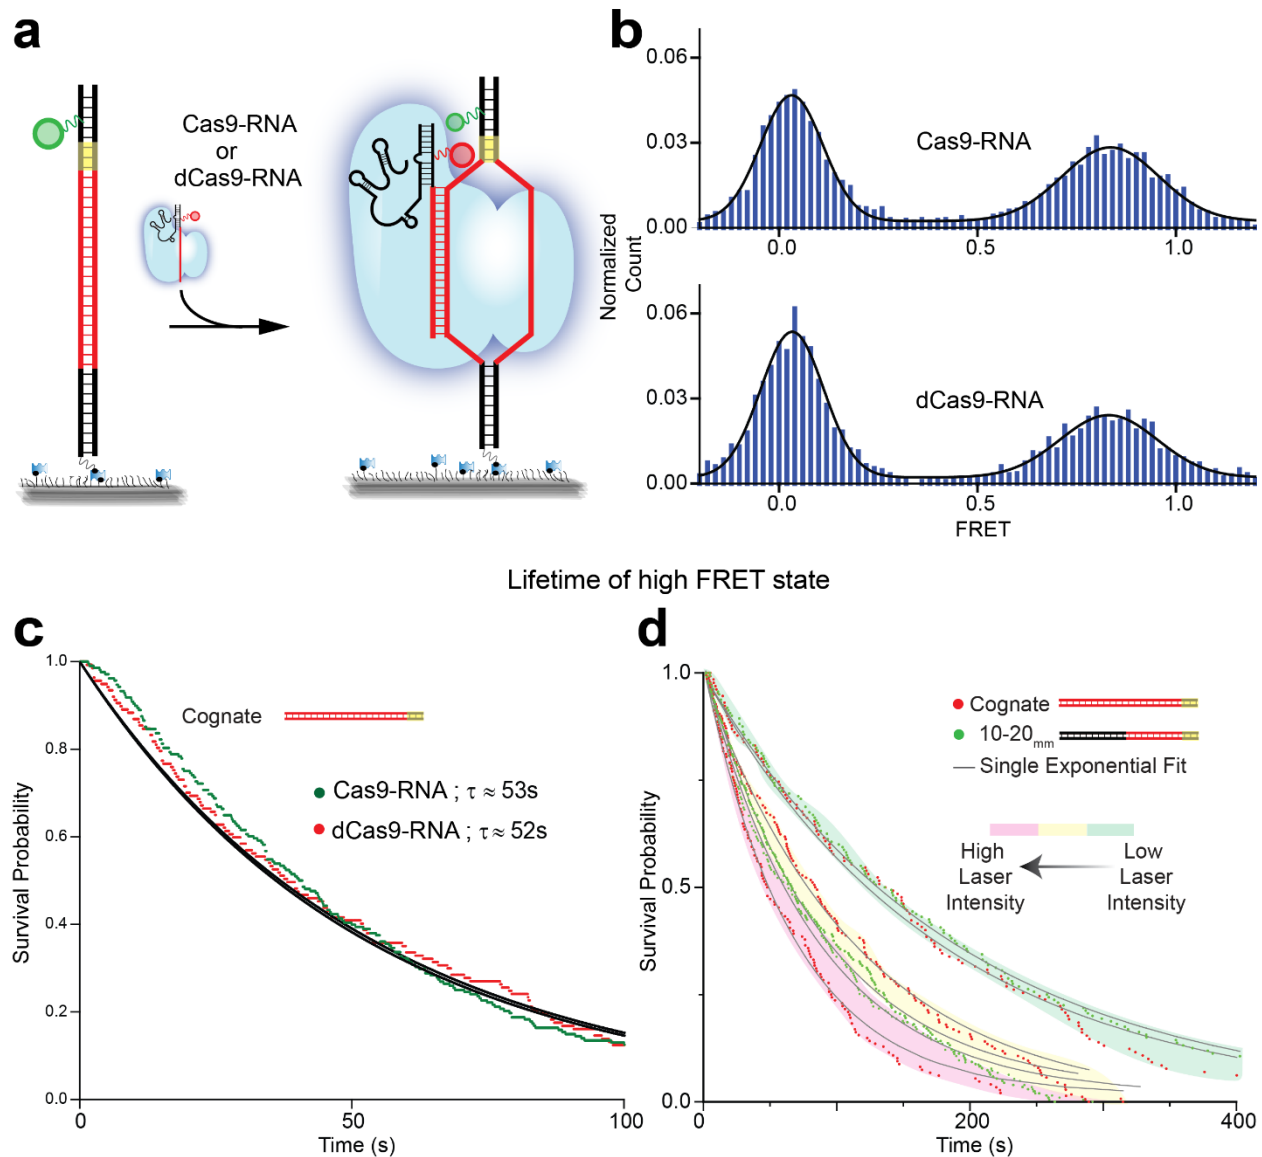 a
Cas9-RNA
or
dCas9-RNA
b
Normalized
Count
0.06
0.03
0.00
Cas9-RNA
0.0
0.5
1.0
0.06
0.03
0.00
dCas9-RNA
0.0
0.5
1.0
FRET
Lifetime of high FRET state
c
Survival Probability
1.0
0.8
0.6
0.4
0.2
0.0
Cognate
Cas9-RNA ; τ ≈ 53s
dCas9-RNA ; τ ≈ 52s
0
50
100
Time (s)
d
Survival Probability
1.0
0.5
0.0
Cognate
10-20mm
Single Exponential Fit
High
Laser
Intensity
Low
Laser
Intensity
0
200
400
Time (s)